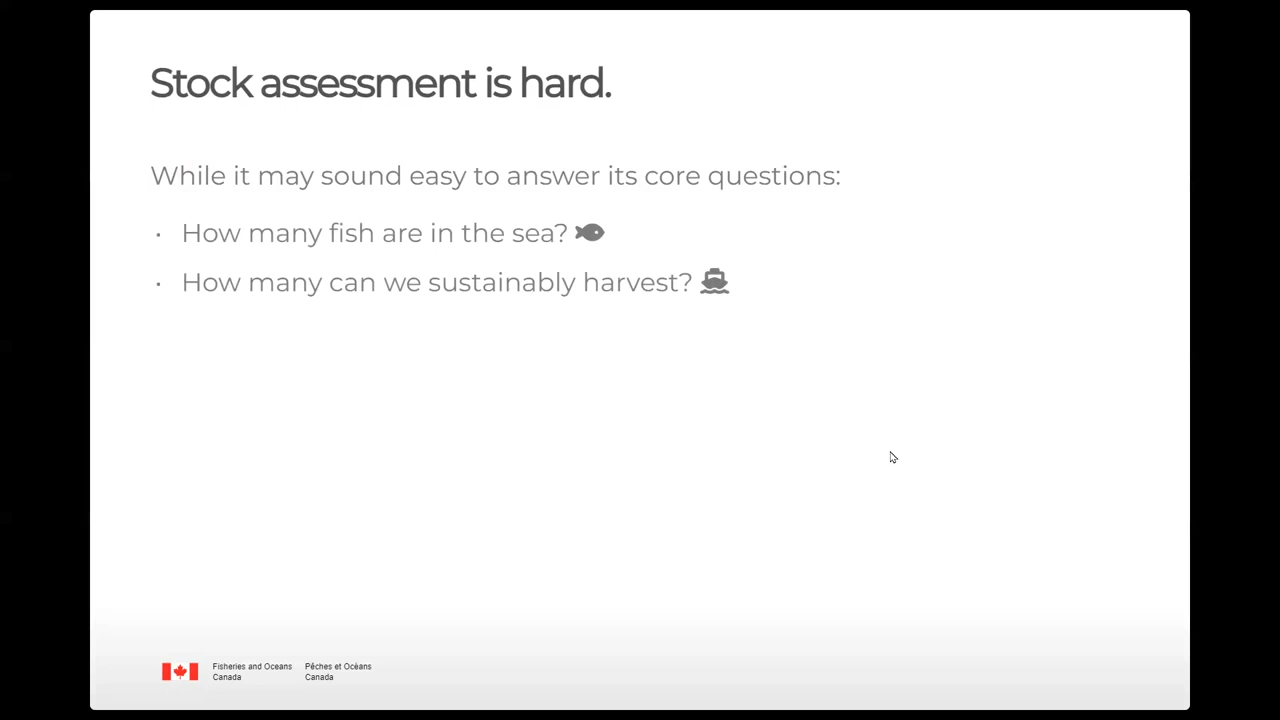 Stock assessment is hard.
While it may sound easy to answer its core questions:
· How many fish are in the sea?
· How many can we sustainably harvest?
Fisheries and Oceans
Canada
Pêches et Océans
Canada